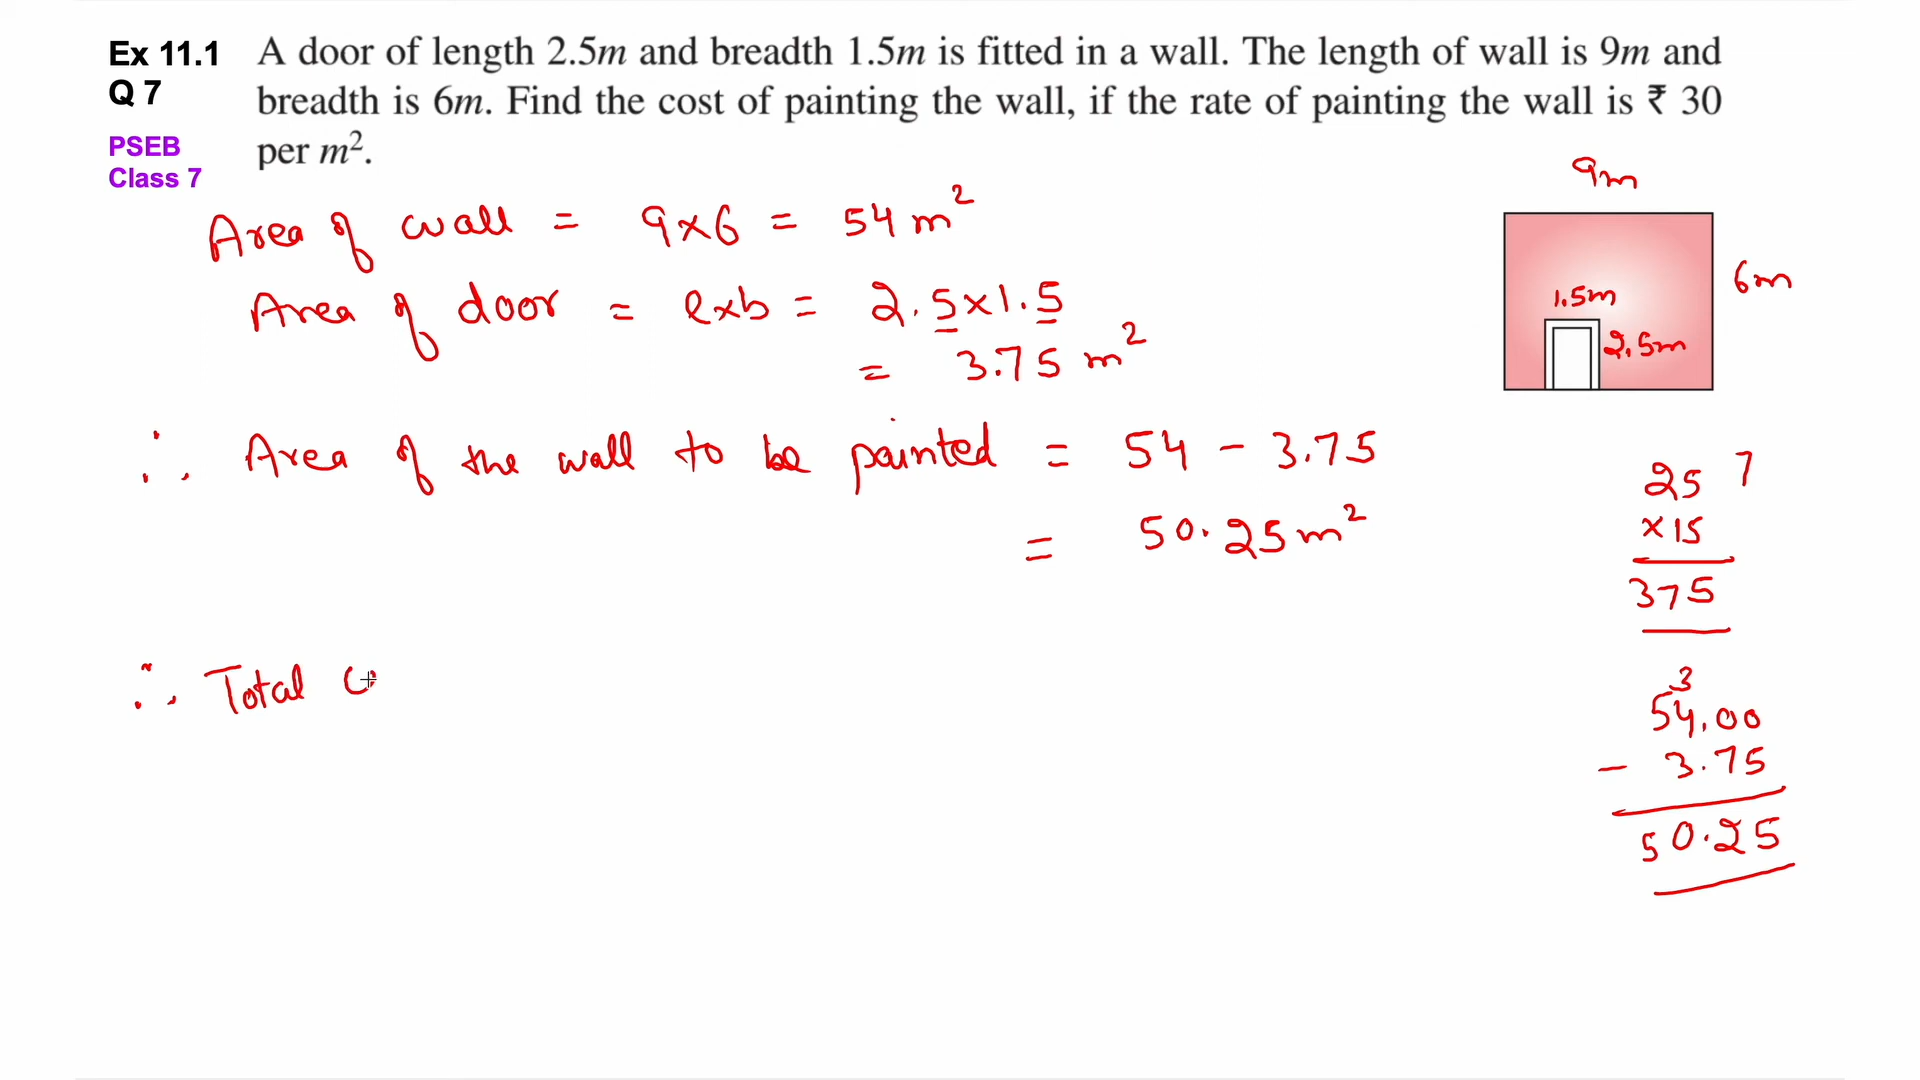 Ex 11.1 A door of length 2.5m and breadth 1.5m is fitted in a wall. The length of wall is 9m and
Q 7 breadth is 6m. Find the cost of painting the wall, if the rate of painting the wall is ₹ 30
PSEB per m².
Class 7
Area of wall = 9×6 = 54 m²
Area of door = l×b = 2.5×1.5
= 3.75 m²
∴ Area of the wall to be painted = 54 - 3.75
= 50.25 m²
∴ Total
9m
6m
1.5m
2.5m
25 7
×15
375
3
54.00
- 3.75
50.25